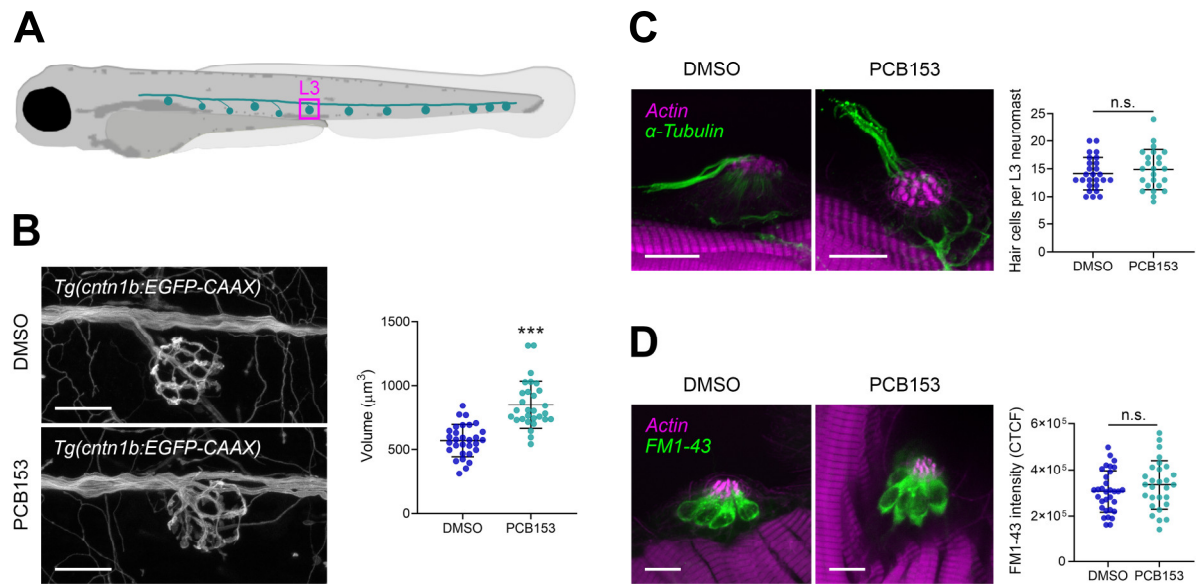 A
L3
B
DMSO
Tg(cntn1b:EGFP-CAAX)
PCB153
Tg(cntn1b:EGFP-CAAX)
Volume (μm³)
1500
1000
500
0
***
DMSO
PCB153
C
DMSO
PCB153
Actin
α-Tubulin
Hair cells per L3 neuromast
25
20
15
10
5
0
n.s.
DMSO
PCB153
D
DMSO
PCB153
Actin
FM1-43
FM1-43 intensity (CTCF)
6×10⁵
4×10⁵
2×10⁵
0
n.s.
DMSO
PCB153